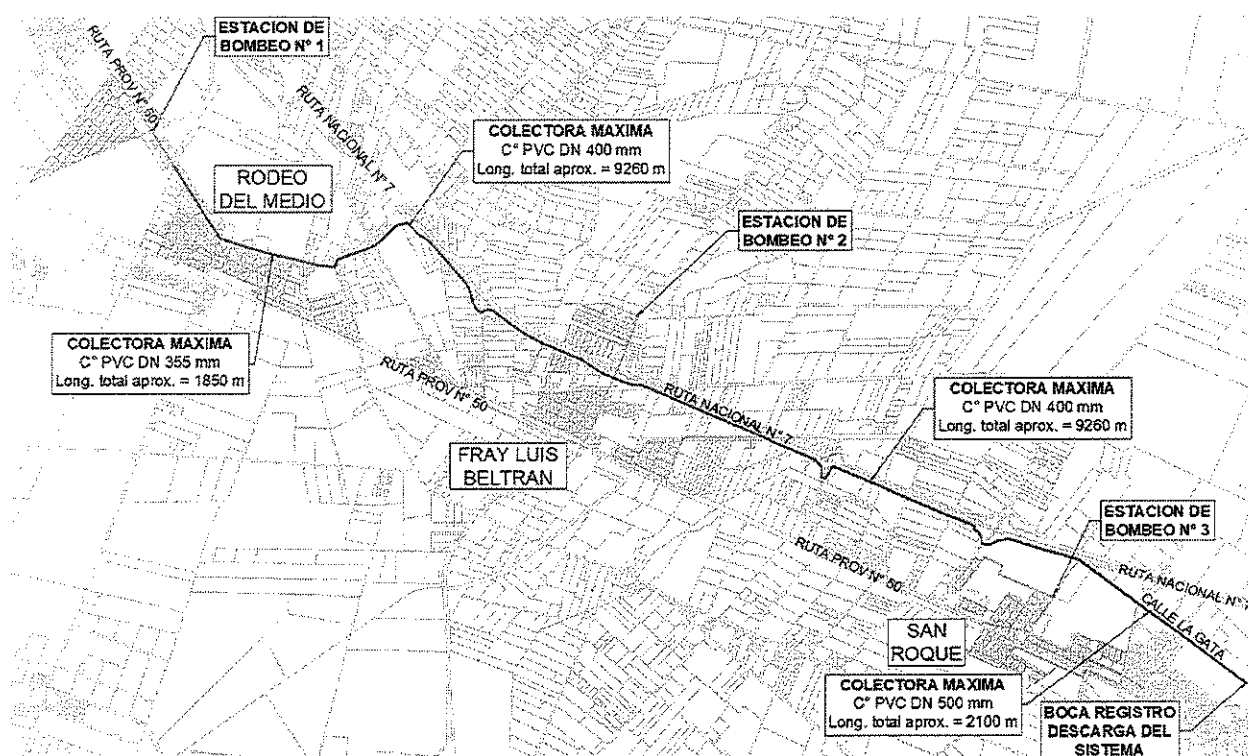 ESTACION DE
BOMBEO N° 1
RUTA PROV N° 50
RUTA NACIONAL N° 7
COLECTORA MAXIMA
C° PVC DN 400 mm
Long. total aprox. = 9260 m
RODEO
DEL MEDIO
ESTACION DE
BOMBEO N° 2
COLECTORA MAXIMA
C° PVC DN 355 mm
Long. total aprox. = 1850 m
RUTA PROV N° 50
RUTA NACIONAL N° 7
COLECTORA MAXIMA
C° PVC DN 400 mm
Long. total aprox. = 9260 m
FRAY LUIS
BELTRAN
ESTACION DE
BOMBEO N° 3
RUTA PROV N° 50
RUTA NACIONAL N° 7
CALLE LA GATA
SAN
ROQUE
COLECTORA MAXIMA
C° PVC DN 500 mm
Long. total aprox. = 2100 m
BOCA REGISTRO
DESCARGA DEL
SISTEMA